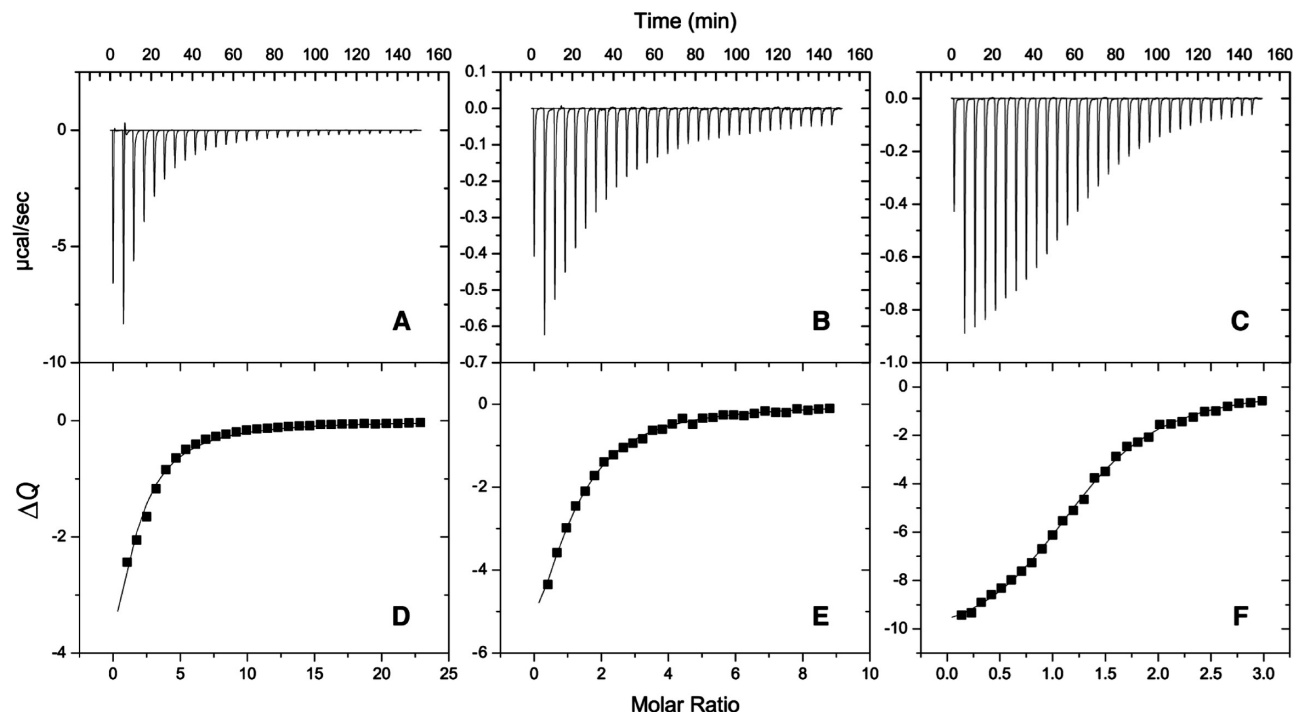 Time (min)
0 20 40 60 80 100 120 140 160
0 20 40 60 80 100 120 140 160
0 20 40 60 80 100 120 140 160
µcal/sec
0
-5
-10
A
0.1
0.0
-0.1
-0.2
-0.3
-0.4
-0.5
-0.6
-0.7
B
0.0
-0.2
-0.4
-0.6
-0.8
-1.0
C
ΔQ
0
-2
-4
D
0 5 10 15 20 25
0
-2
-4
-6
E
0 2 4 6 8 10
0
-2
-4
-6
-8
-10
F
0.0 0.5 1.0 1.5 2.0 2.5 3.0
Molar Ratio